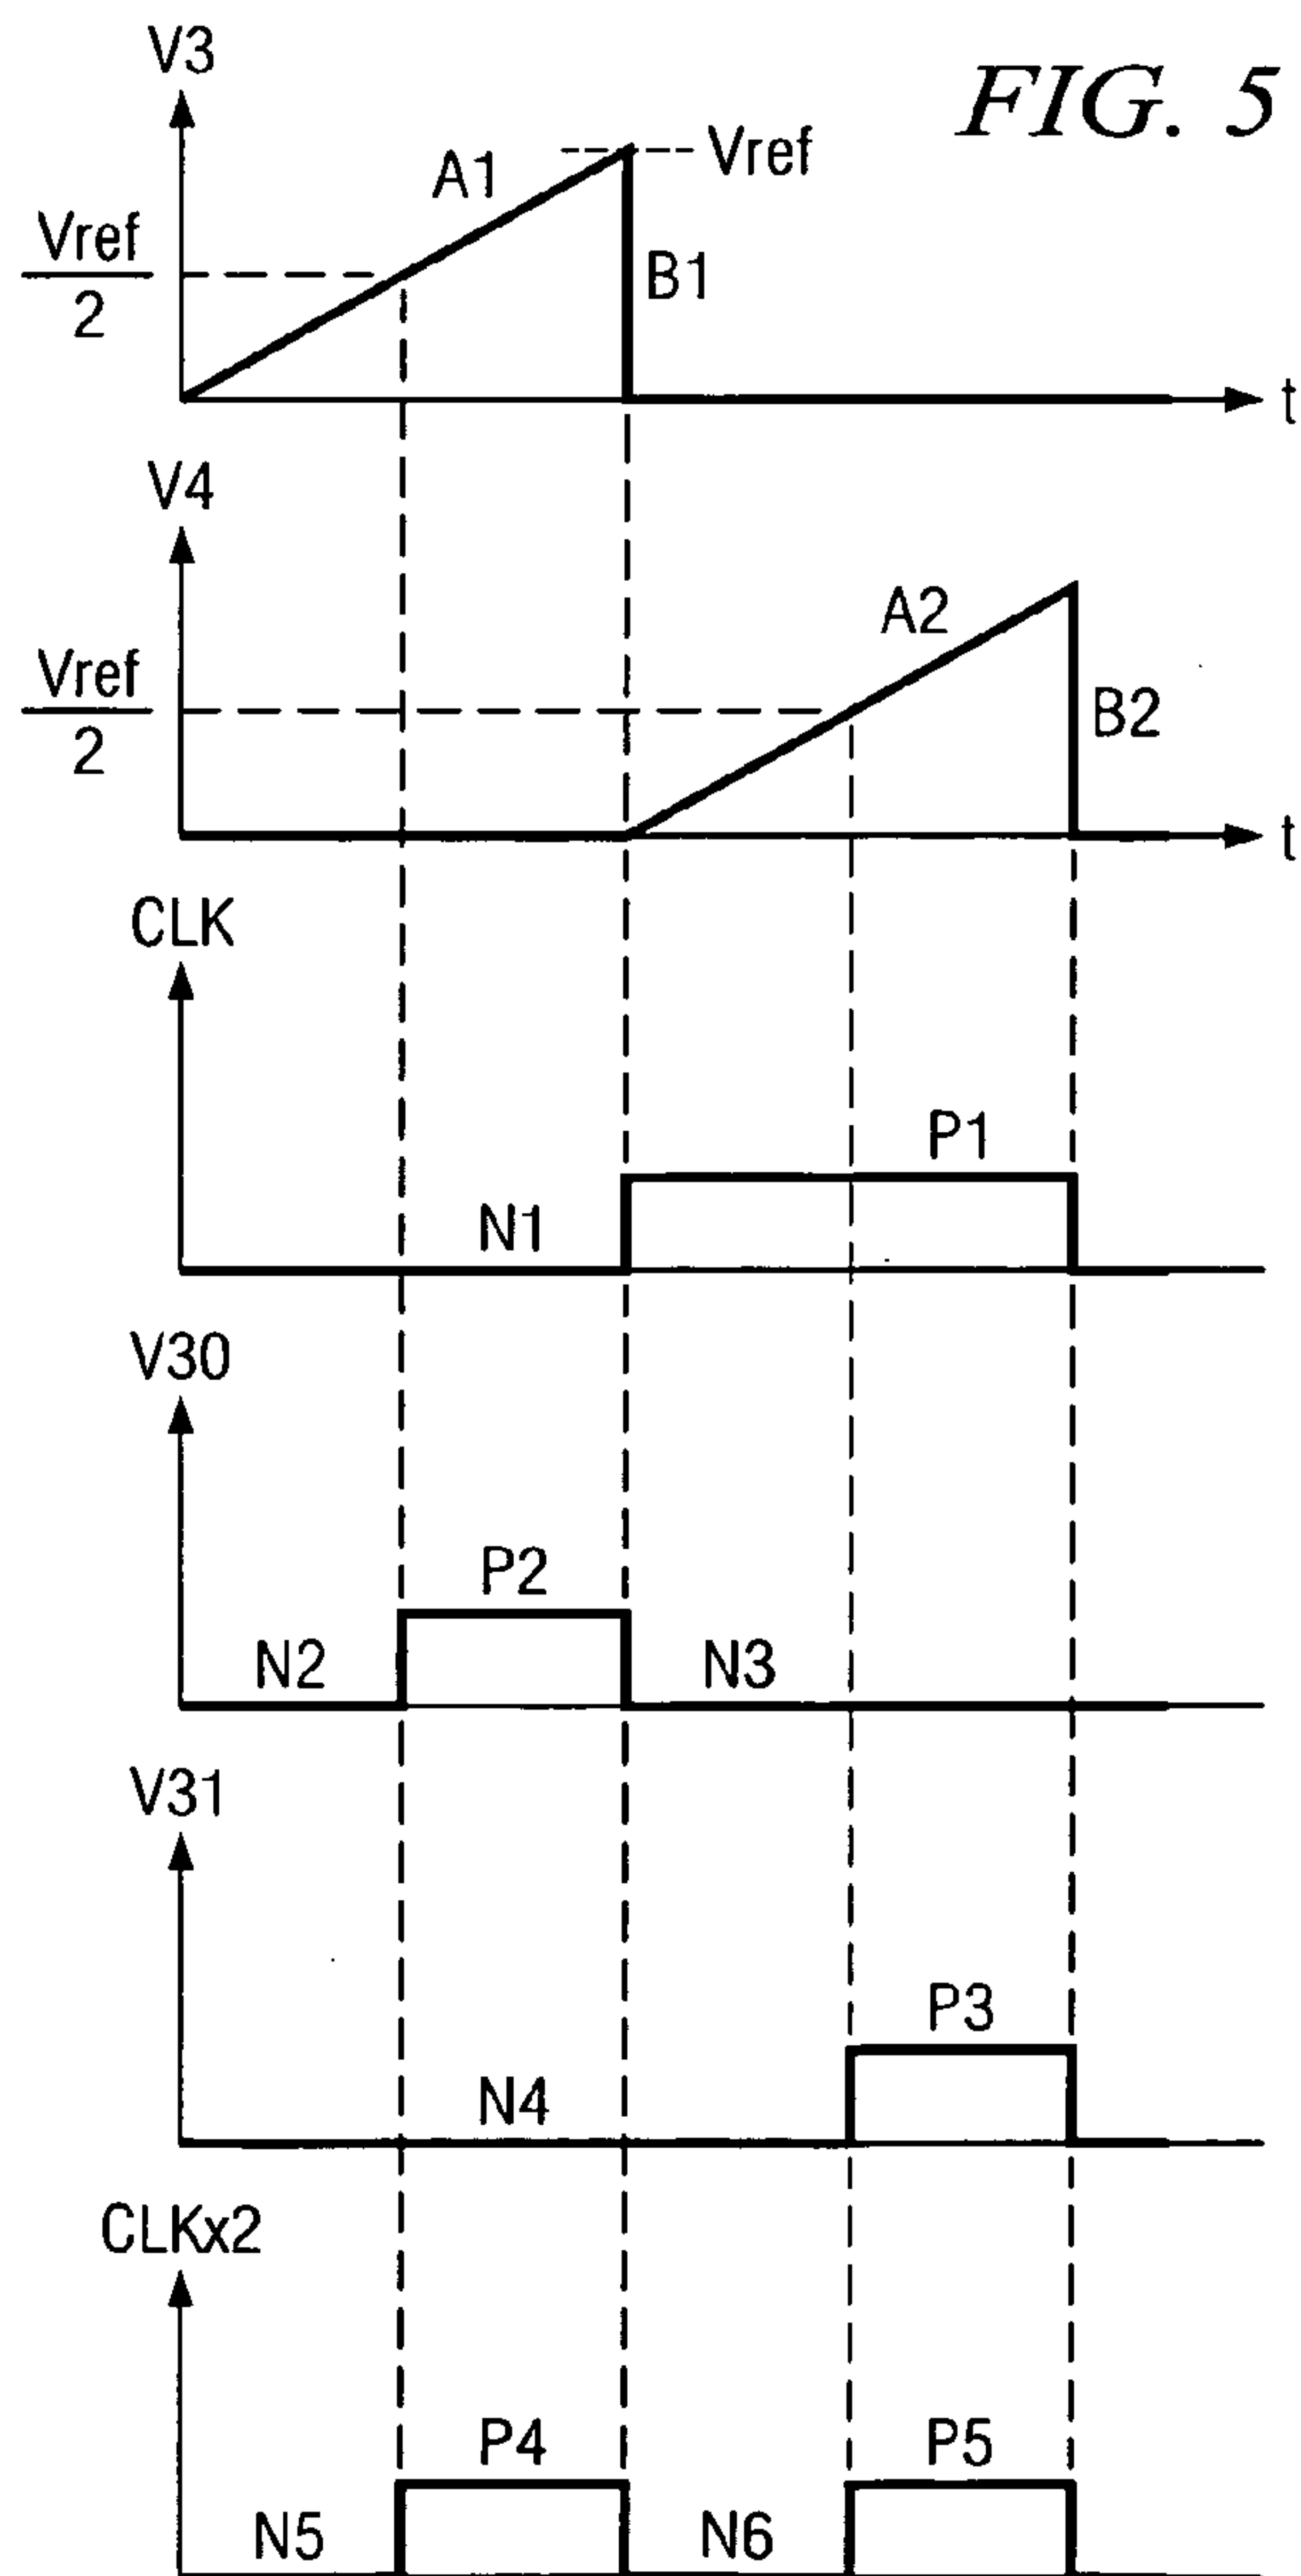 FIG. 5
V3
A1
Vref
Vref
2
B1
t
V4
A2
Vref
2
B2
t
CLK
P1
N1
V30
P2
N2
N3
V31
P3
N4
CLKx2
P4
P5
N5
N6